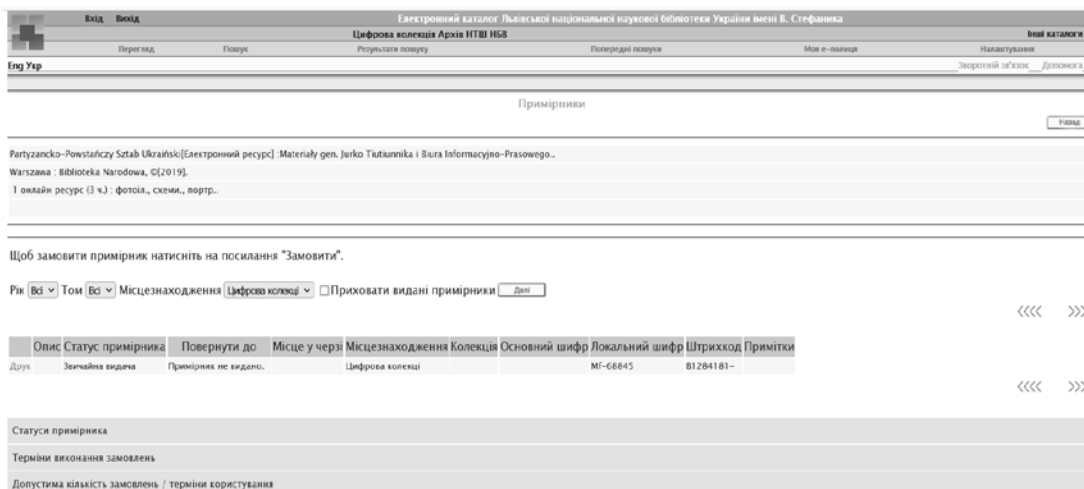 Вхід Вихід Електронний каталог Львівської національної наукової бібліотеки України імені В. Стефаника
Цифрова колекція Архів НТШ НБВ Інші каталоги
Перегляд Пошук Результати пошуку Попередні пошуки Моя е-полиця Налаштування
Eng Укр Зворотній зв'язок Допомога
Примірники
Назад
Partyzancko-Powstańczy Sztab Ukraiński[Електронний ресурс] :Materiały gen. Jurko Tiutiunnika i Biura Informacyjno-Prasowego..
Warszawa : Biblioteka Narodowa, ©[2019].
1 онлайн ресурс (3 ч.) : фотоіл., схеми., портр..
Щоб замовити примірник натисніть на посилання "Замовити".
Рік Всі Том Всі Місцезнаходження Цифрова колекці Приховати видані примірники Далі
<<<< >>>
Опис Статус примірника Повернути до Місце у черзі Місцезнаходження Колекція Основний шифр Локальний шифр Штрихкод Примітки
Друк Звичайна видача Примірник не видано. Цифрова колекці Mf-68845 B1284181-
<<<< >>>
Статуси примірника
Терміни виконання замовлень
Допустима кількість замовлень / терміни користування